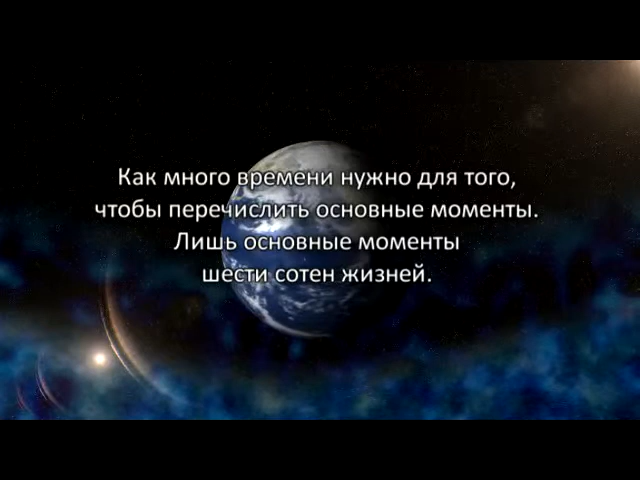 Как много времени нужно для того,
чтобы перечислить основные моменты.
Лишь основные моменты
шести сотен жизней.